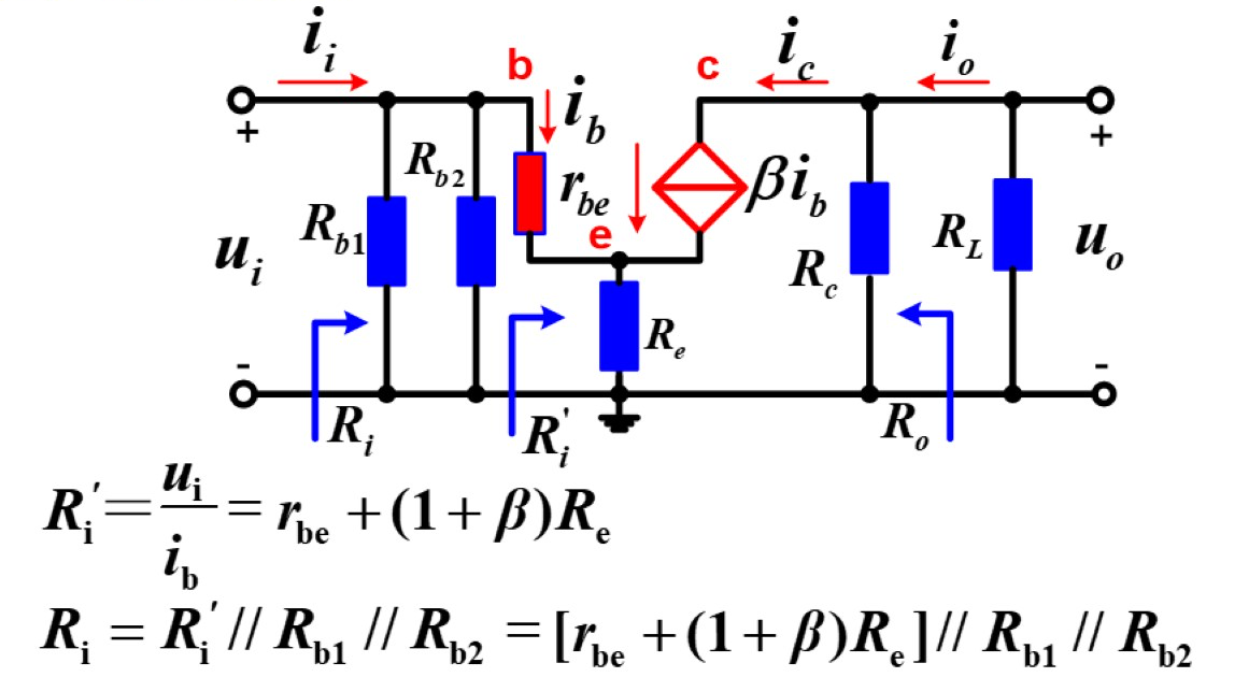 i_i b c i_c i_o
+ i_b +
R_b2 r_be βi_b
R_b1 e R_L
u_i R_c u_o
R_e
- -
R_i R_i' R_o
R_i' = u_i / i_b = r_be + (1 + β)R_e
R_i = R_i' // R_b1 // R_b2 = [r_be + (1 + β)R_e] // R_b1 // R_b2